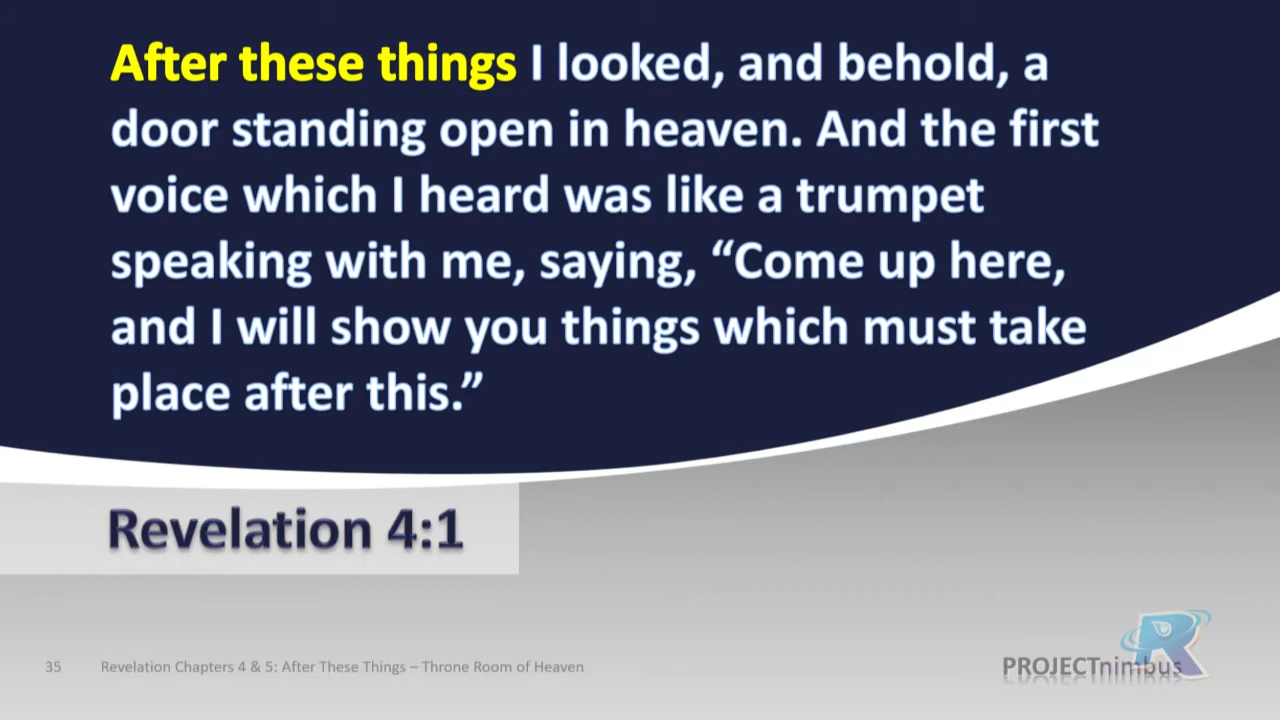 After these things I looked, and behold, a
door standing open in heaven. And the first
voice which I heard was like a trumpet
speaking with me, saying, “Come up here,
and I will show you things which must take
place after this.”
Revelation 4:1
35 Revelation Chapters 4 & 5: After These Things – Throne Room of Heaven
PROJECTnimbus
R